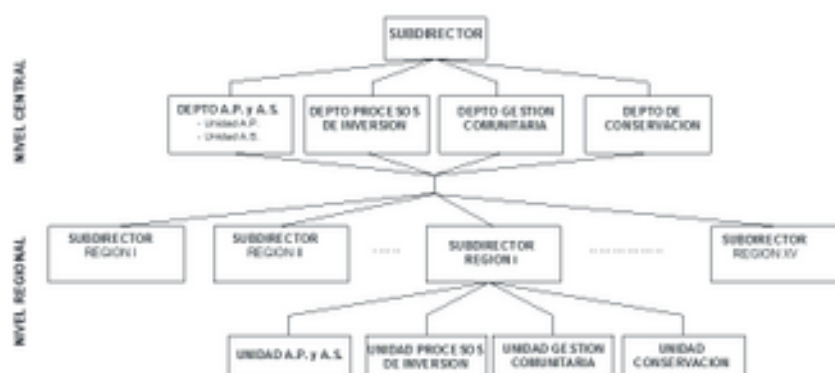 SUBDIRECTOR
NIVEL CENTRAL
DEPTO A.P. y A.S.
- Unidad A.P.
- Unidad A.S.
DEPTO PROCESOS
DE INVERSION
DEPTO GESTION
COMUNITARIA
DEPTO DE
CONSERVACION
NIVEL REGIONAL
SUBDIRECTOR
REGION I
SUBDIRECTOR
REGION II
.....
SUBDIRECTOR
REGION i
...............
SUBDIRECTOR
REGION XV
UNIDAD A.P. y A.S.
UNIDAD PROCESOS
DE INVERSION
UNIDAD GESTION
COMUNITARIA
UNIDAD
CONSERVACION